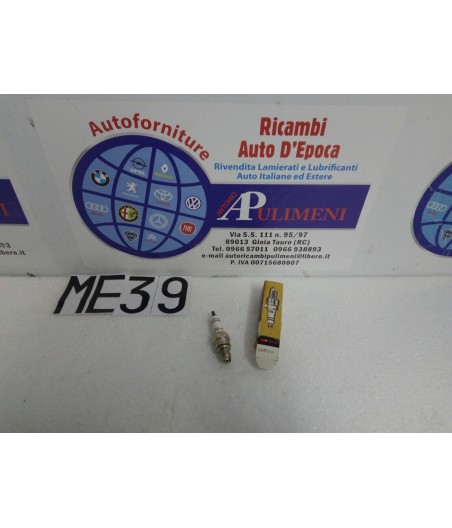 Autoforniture
Ricambi
Auto D'Epoca
Rivendita Lamierati e Lubrificanti
Auto Italiane ed Estere
APULIMENI
Via S.S. 111 n. 95/97
89013 Gioia Tauro (RC)
Tel. 0966 57011 0966 938893
e-mail autoricambipulimeni@libero.it
P. IVA 00715680807
ME39